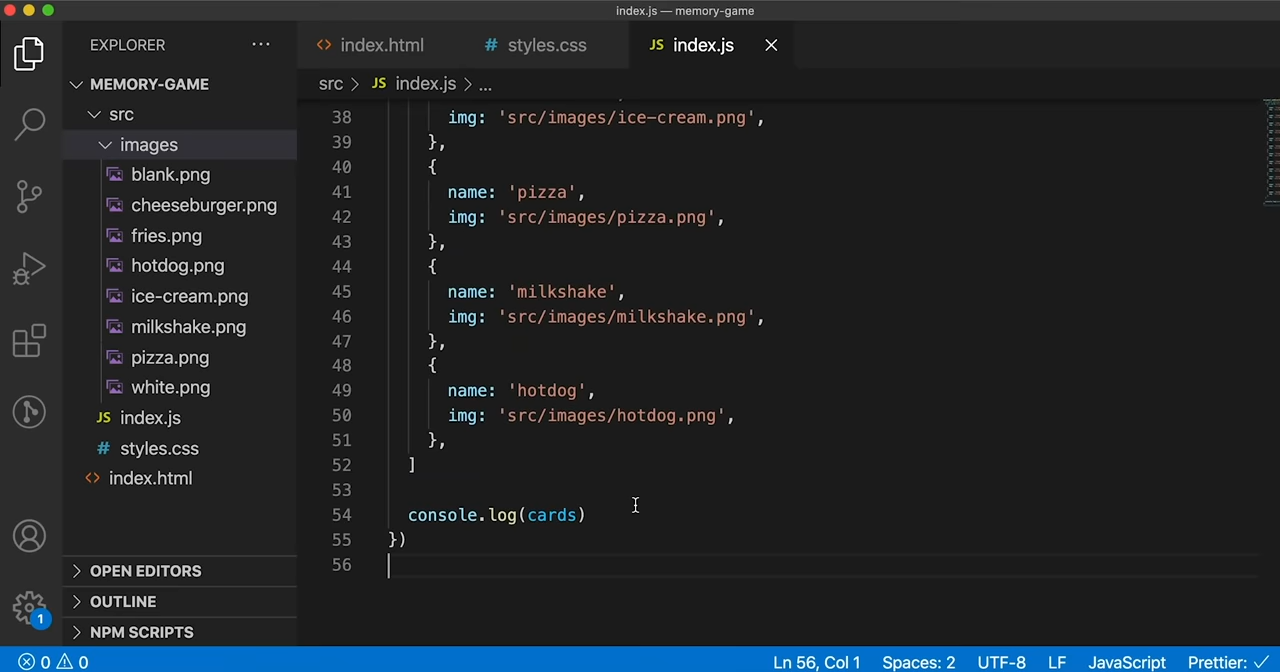 index.js — memory-game
EXPLORER
index.html
# styles.css
JS index.js
MEMORY-GAME
src > JS index.js > ...
src
images
blank.png
cheeseburger.png
fries.png
hotdog.png
ice-cream.png
milkshake.png
pizza.png
white.png
JS index.js
# styles.css
index.html
OPEN EDITORS
OUTLINE
NPM SCRIPTS
1
38 img: 'src/images/ice-cream.png',
39 },
40 {
41 name: 'pizza',
42 img: 'src/images/pizza.png',
43 },
44 {
45 name: 'milkshake',
46 img: 'src/images/milkshake.png',
47 },
48 {
49 name: 'hotdog',
50 img: 'src/images/hotdog.png',
51 },
52 ]
53
54 console.log(cards)
55 })
56
0 0 Ln 56, Col 1 Spaces: 2 UTF-8 LF JavaScript Prettier: ✓